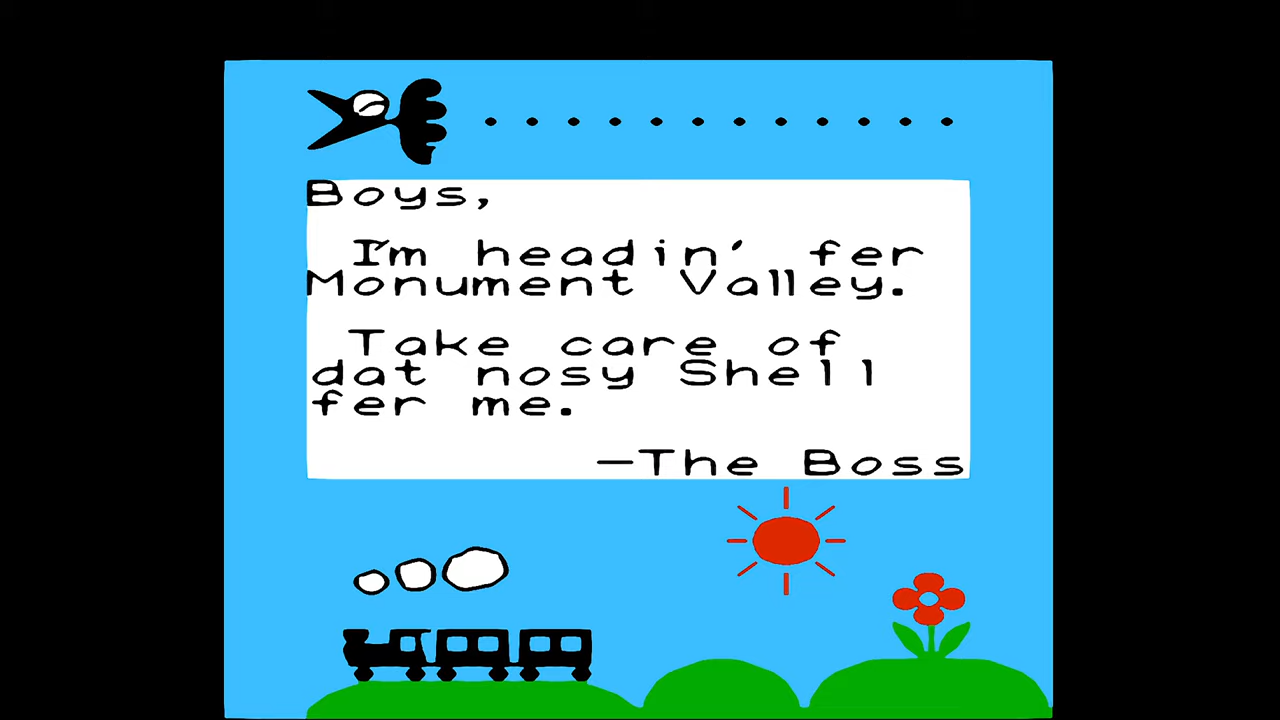 Boys,
I'm headin' fer
Monument Valley.
Take care of
dat nosy Shell
fer me.
—The Boss